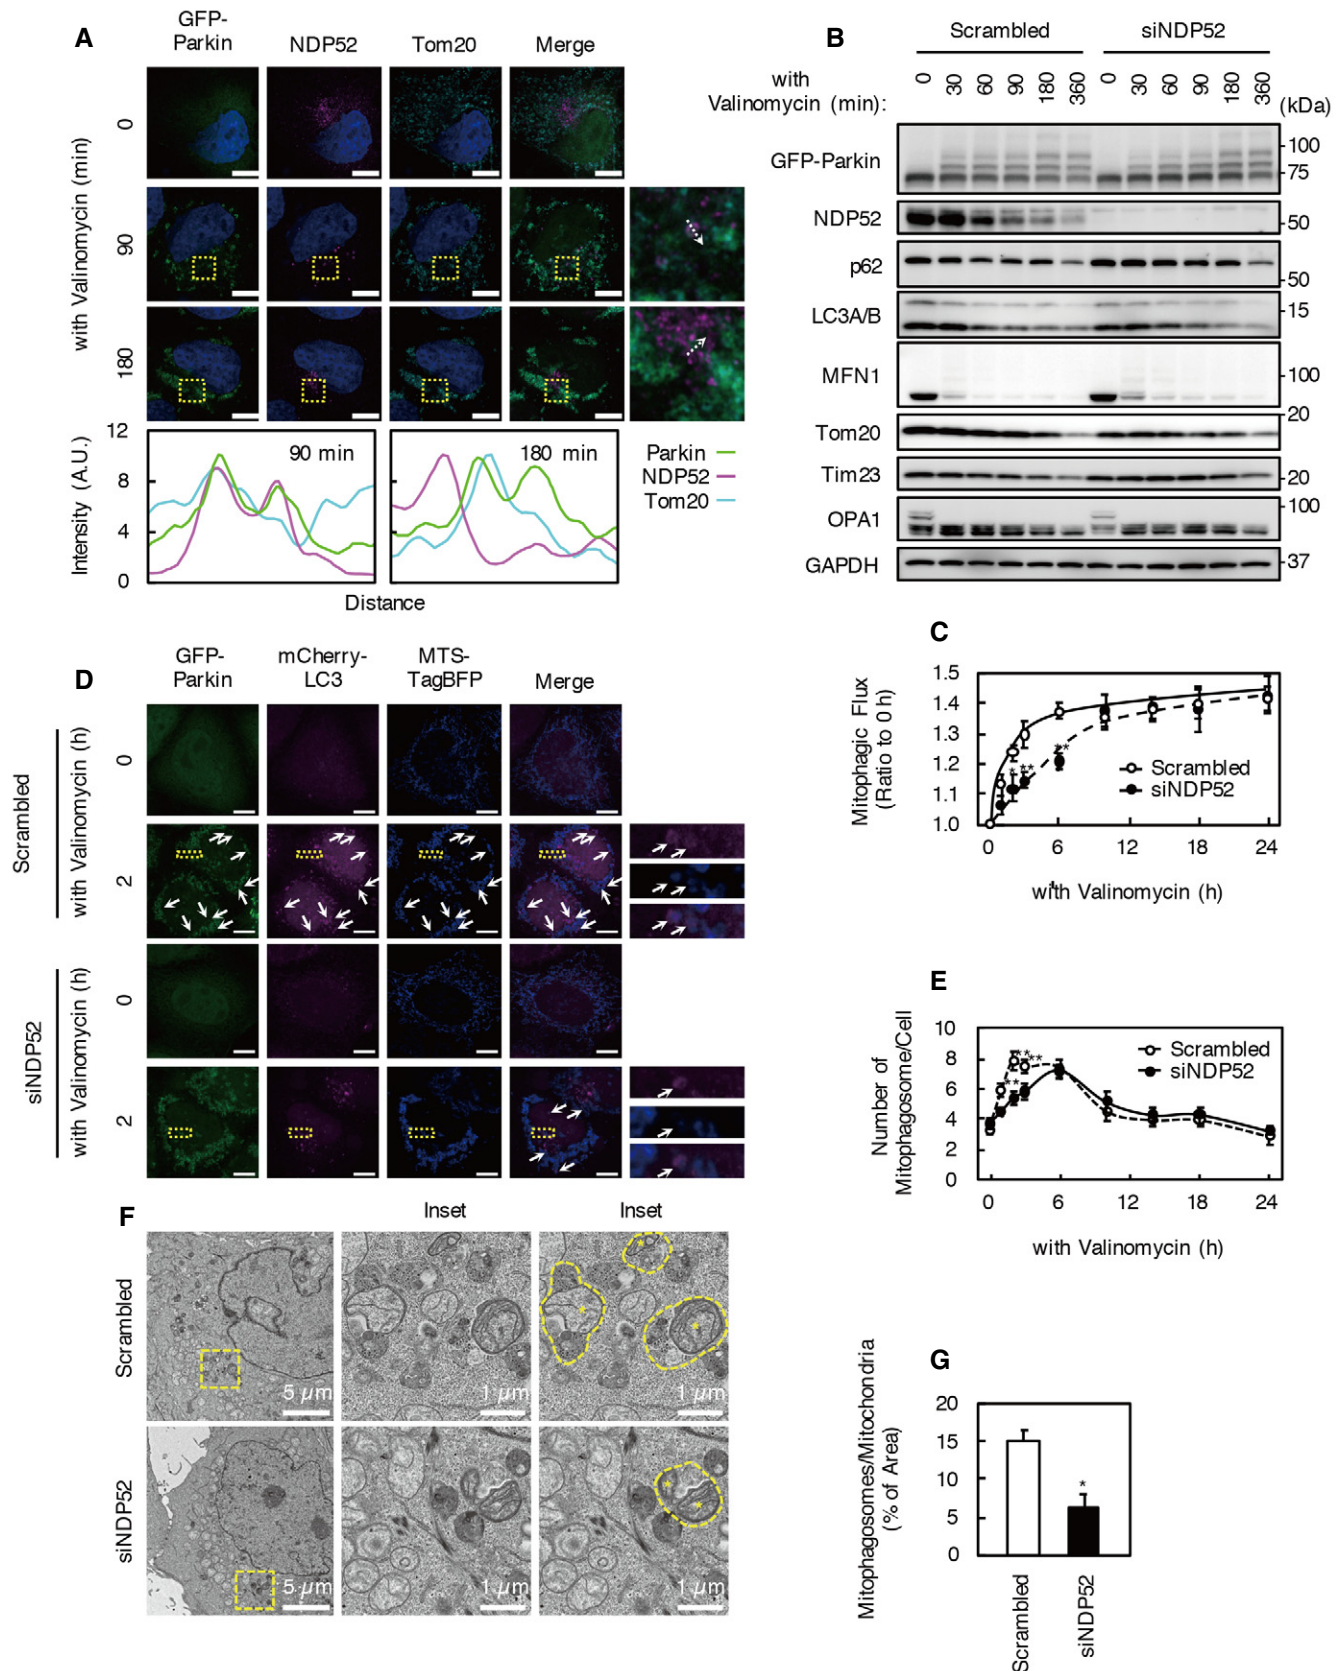 A
GFP-
Parkin
NDP52
Tom20
Merge
with Valinomycin (min)
0
90
180
12
8
4
0
Intensity (A.U.)
90 min
180 min
Distance
Parkin
NDP52
Tom20
B
Scrambled
siNDP52
with
Valinomycin (min):
0 30 60 90 180 360 0 30 60 90 180 360
(kDa)
GFP-Parkin
100
75
NDP52
50
p62
50
LC3A/B
15
MFN1
100
Tom20
20
Tim23
20
OPA1
100
GAPDH
37
C
Mitophagic Flux
(Ratio to 0 h)
1.5
1.4
1.3
1.2
1.1
1.0
*
**
**
Scrambled
siNDP52
0 6 12 18 24
with Valinomycin (h)
D
GFP-
Parkin
mCherry-
LC3
MTS-
TagBFP
Merge
Scrambled
with Valinomycin (h)
0
2
siNDP52
with Valinomycin (h)
0
2
E
Number of
Mitophagosome/Cell
10
8
6
4
2
0
**
**
**
Scrambled
siNDP52
0 6 12 18 24
with Valinomycin (h)
F
Inset
Inset
Scrambled
5 µm
1 µm
1 µm
siNDP52
5 µm
1 µm
1 µm
G
Mitophagosomes/Mitochondria
(% of Area)
20
15
10
5
0
*
Scrambled
siNDP52